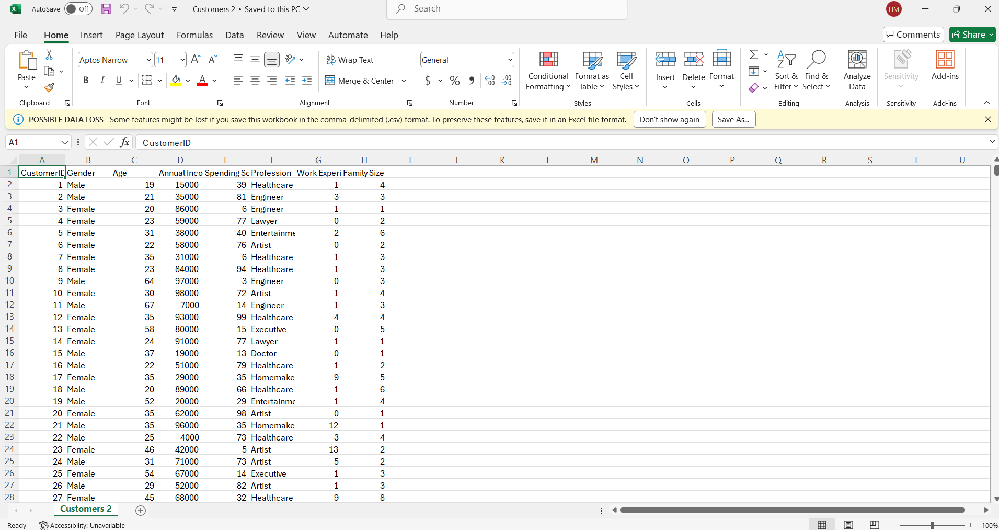 AutoSave Off Customers 2 • Saved to this PC Search HM
File Home Insert Page Layout Formulas Data Review View Automate Help Comments Share
Paste Aptos Narrow 11 A A ab Wrap Text General Conditional Formatting Format as Table Cell Styles Insert Delete Format Sort & Filter Find & Select Analyze Data Sensitivity Add-ins
B I U A Merge & Center $ % ,
Clipboard Font Alignment Number Styles Cells Editing Analysis Sensitivity Add-ins
POSSIBLE DATA LOSS Some features might be lost if you save this workbook in the comma-delimited (.csv) format. To preserve these features, save it in an Excel file format. Don't show again Save As...
A1 fx CustomerID
A B C D E F G H I J K L M N O P Q R S T U
1 CustomerID Gender Age Annual Inco Spending Sc Profession Work Experi Family Size
2 1 Male 19 15000 39 Healthcare 1 4
3 2 Male 21 35000 81 Engineer 3 3
4 3 Female 20 86000 6 Engineer 1 1
5 4 Female 23 59000 77 Lawyer 0 2
6 5 Female 31 38000 40 Entertainme 2 6
7 6 Female 22 58000 76 Artist 0 2
8 7 Female 35 31000 6 Healthcare 1 3
9 8 Female 23 84000 94 Healthcare 1 3
10 9 Male 64 97000 3 Engineer 0 3
11 10 Female 30 98000 72 Artist 1 4
12 11 Male 67 7000 14 Engineer 1 3
13 12 Female 35 93000 99 Healthcare 4 4
14 13 Female 58 80000 15 Executive 0 5
15 14 Female 24 91000 77 Lawyer 1 1
16 15 Male 37 19000 13 Doctor 0 1
17 16 Male 22 51000 79 Healthcare 1 2
18 17 Female 35 29000 35 Homemake 9 5
19 18 Male 20 89000 66 Healthcare 1 6
20 19 Male 52 20000 29 Entertainme 1 4
21 20 Female 35 62000 98 Artist 0 1
22 21 Male 35 96000 35 Homemake 12 1
23 22 Male 25 4000 73 Healthcare 3 4
24 23 Female 46 42000 5 Artist 13 2
25 24 Male 31 71000 73 Artist 5 2
26 25 Female 54 67000 14 Executive 1 3
27 26 Male 29 52000 82 Artist 1 3
28 27 Female 45 68000 32 Healthcare 9 8
Customers 2
Ready Accessibility: Unavailable 100%